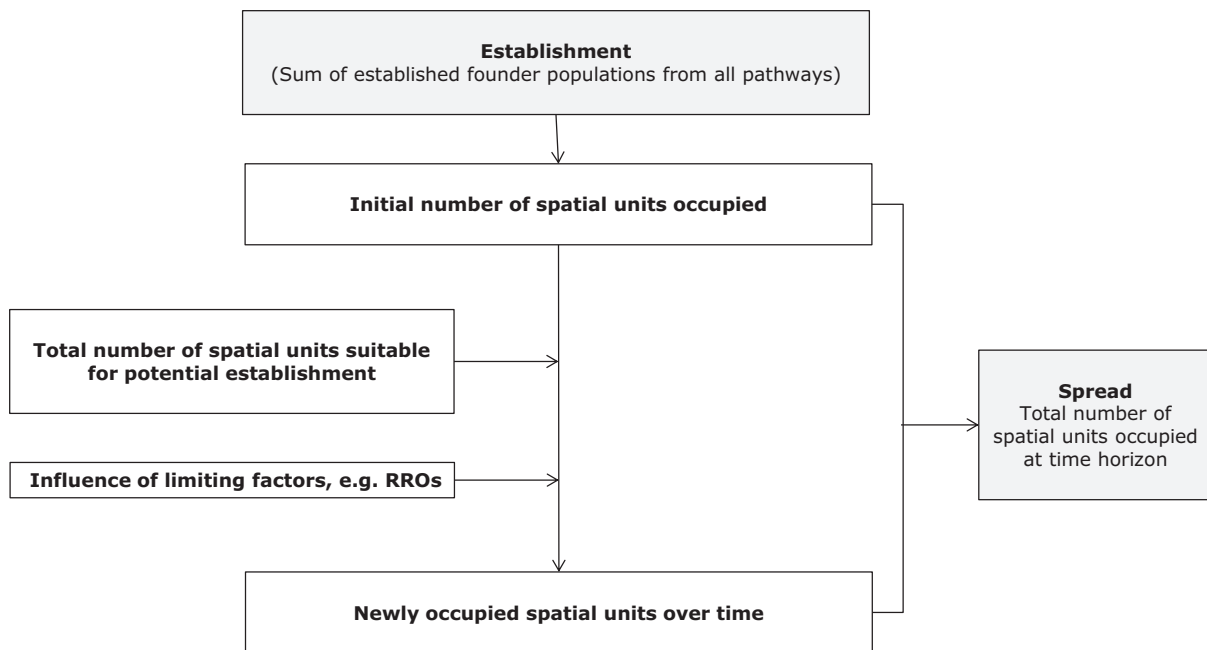 Establishment
(Sum of established founder populations from all pathways)
Initial number of spatial units occupied
Total number of spatial units suitable
for potential establishment
Influence of limiting factors, e.g. RROs
Spread
Total number of
spatial units occupied
at time horizon
Newly occupied spatial units over time